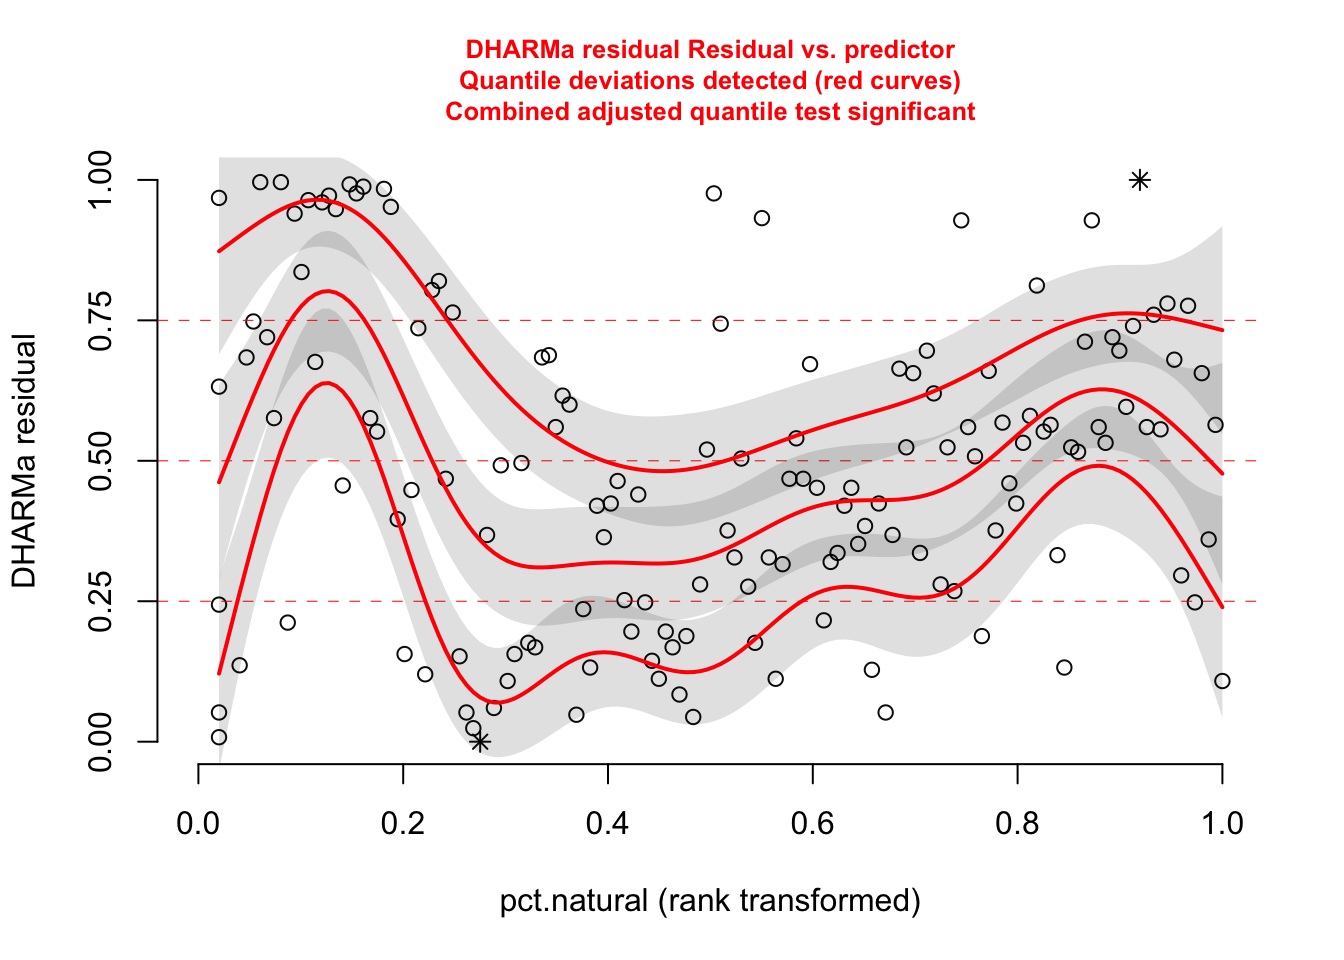 DHARMa residual Residual vs. predictor
Quantile deviations detected (red curves)
Combined adjusted quantile test significant
1.00
0.75
0.50
0.25
0.00
DHARMa residual
0.0 0.2 0.4 0.6 0.8 1.0
pct.natural (rank transformed)